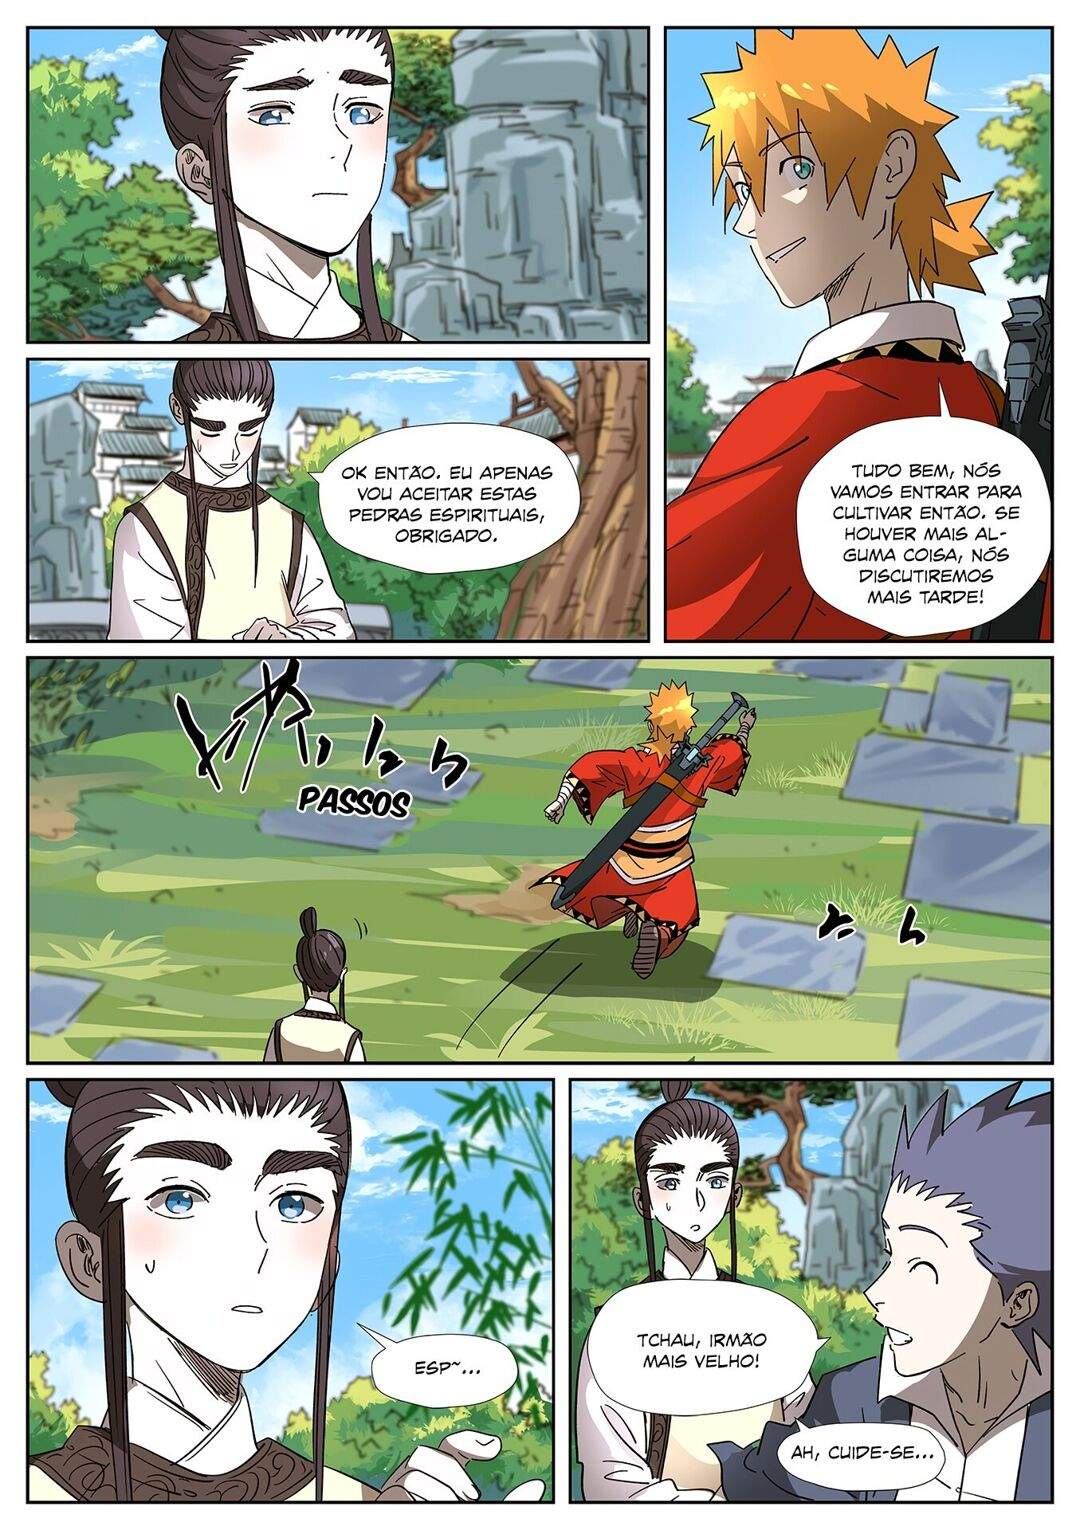 OK ENTÃO. EU APENAS
VOU ACEITAR ESTAS
PEDRAS ESPIRITUAIS,
OBRIGADO.
TUDO BEM, NÓS
VAMOS ENTRAR PARA
CULTIVAR ENTÃO. SE
HOUVER MAIS AL-
GUMA COISA, NÓS
DISCUTIREMOS
MAIS TARDE!
PASSOS
ESP~...
TCHAU, IRMÃO
MAIS VELHO!
AH, CUIDE-SE...